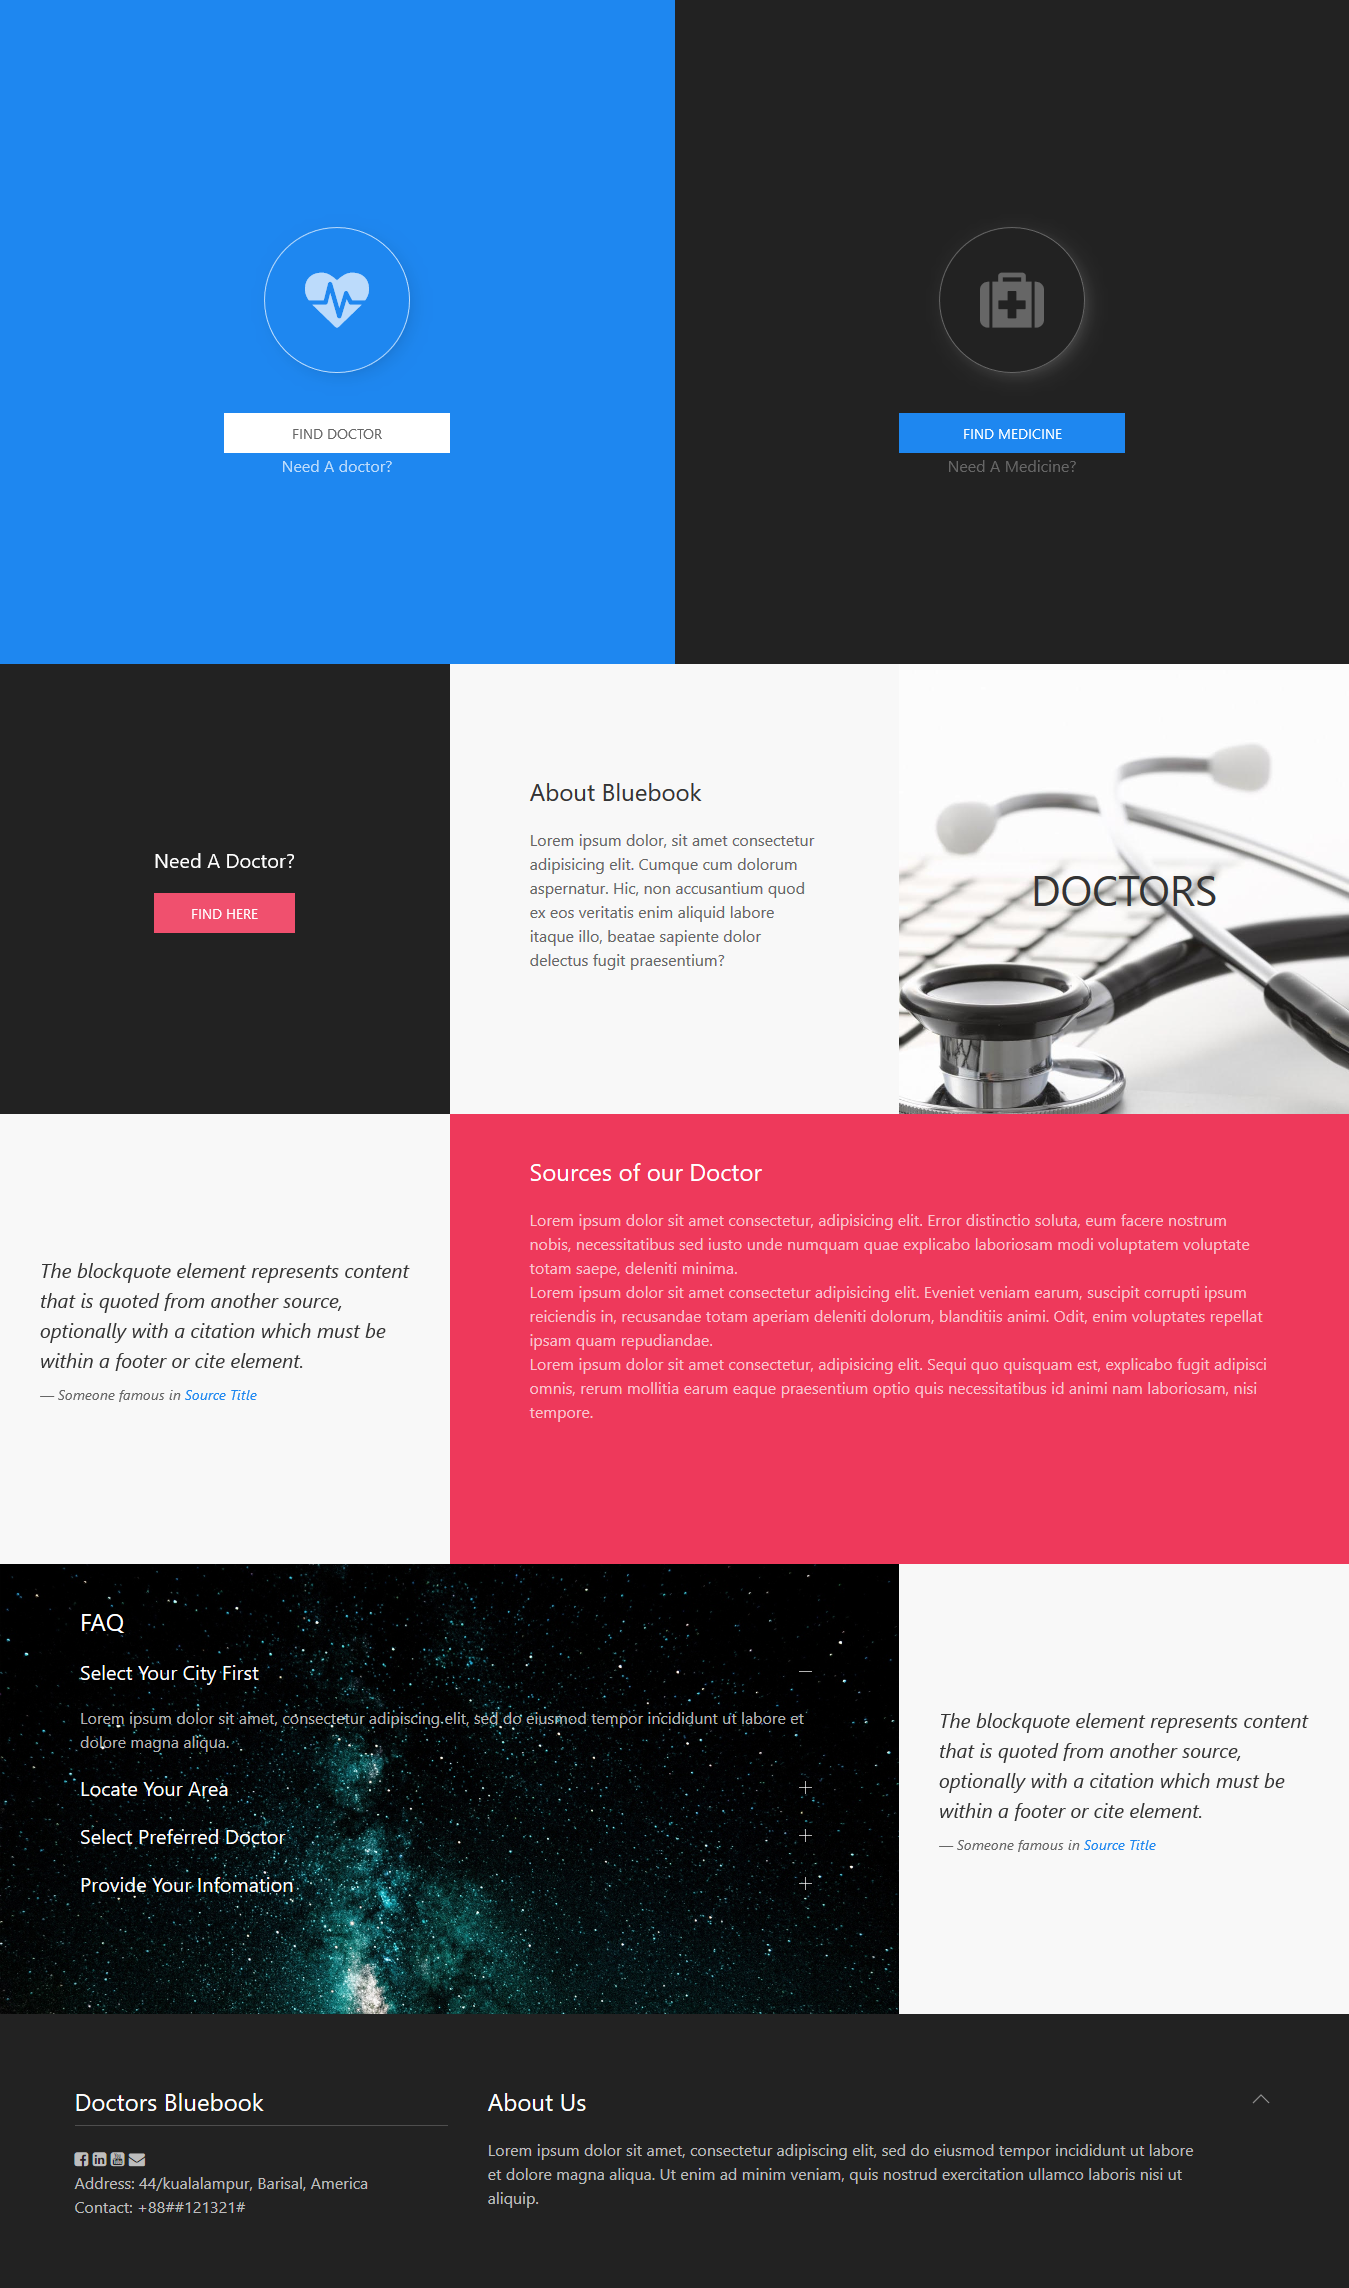 FIND DOCTOR
Need A doctor?
FIND MEDICINE
Need A Medicine?
Need A Doctor?
FIND HERE
About Bluebook
Lorem ipsum dolor, sit amet consectetur
adipisicing elit. Cumque cum dolorum
aspernatur. Hic, non accusantium quod
ex eos veritatis enim aliquid labore
itaque illo, beatae sapiente dolor
delectus fugit praesentium?
DOCTORS
The blockquote element represents content
that is quoted from another source,
optionally with a citation which must be
within a footer or cite element.
— Someone famous in Source Title
Sources of our Doctor
Lorem ipsum dolor sit amet consectetur, adipisicing elit. Error distinctio soluta, eum facere nostrum
nobis, necessitatibus sed iusto unde numquam quae explicabo laboriosam modi voluptatem voluptate
totam saepe, deleniti minima.
Lorem ipsum dolor sit amet consectetur adipisicing elit. Eveniet veniam earum, suscipit corrupti ipsum
reiciendis in, recusandae totam aperiam deleniti dolorum, blanditiis animi. Odit, enim voluptates repellat
ipsam quam repudiandae.
Lorem ipsum dolor sit amet consectetur, adipisicing elit. Sequi quo quisquam est, explicabo fugit adipisci
omnis, rerum mollitia earum eaque praesentium optio quis necessitatibus id animi nam laboriosam, nisi
tempore.
FAQ
Select Your City First
Lorem ipsum dolor sit amet, consectetur adipiscing elit, sed do eiusmod tempor incididunt ut labore et
dolore magna aliqua.
Locate Your Area
Select Preferred Doctor
Provide Your Infomation
The blockquote element represents content
that is quoted from another source,
optionally with a citation which must be
within a footer or cite element.
— Someone famous in Source Title
Doctors Bluebook
Address: 44/kualalampur, Barisal, America
Contact: +88##121321#
About Us
Lorem ipsum dolor sit amet, consectetur adipiscing elit, sed do eiusmod tempor incididunt ut labore
et dolore magna aliqua. Ut enim ad minim veniam, quis nostrud exercitation ullamco laboris nisi ut
aliquip.